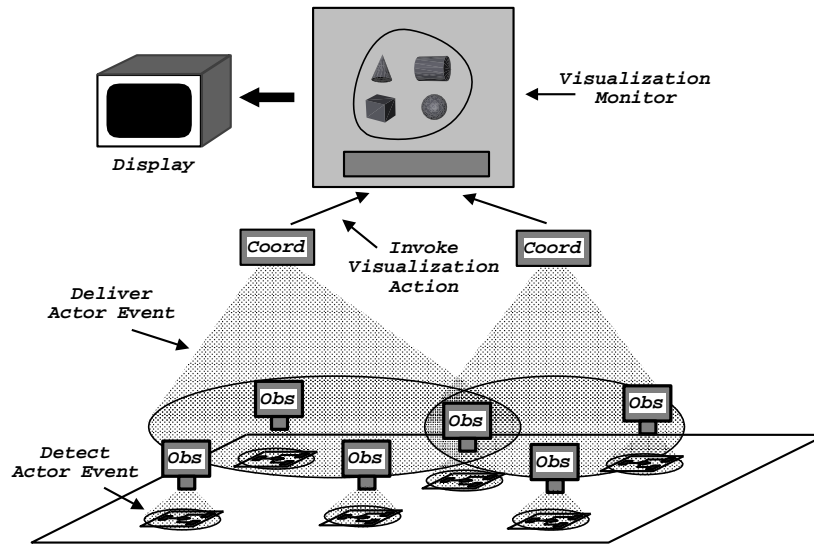 Visualization
Monitor
Display
Coord
Coord
Invoke
Visualization
Action
Deliver
Actor Event
Obs
Obs
Obs
Detect
Actor Event
Obs
Obs
Obs